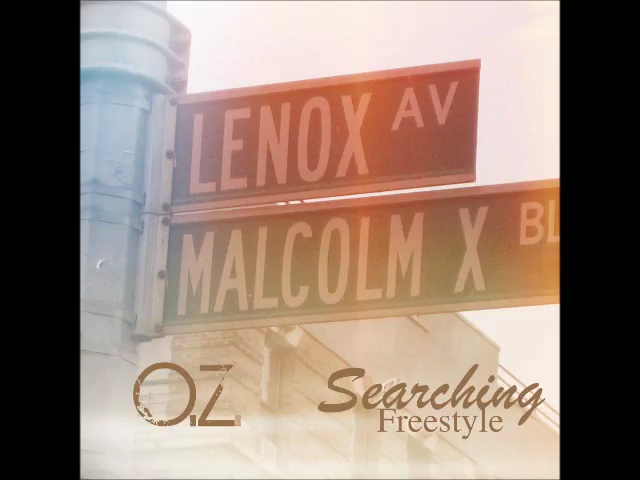 LENOX AV
MALCOLM X BL
O.Z.
Searching
Freestyle